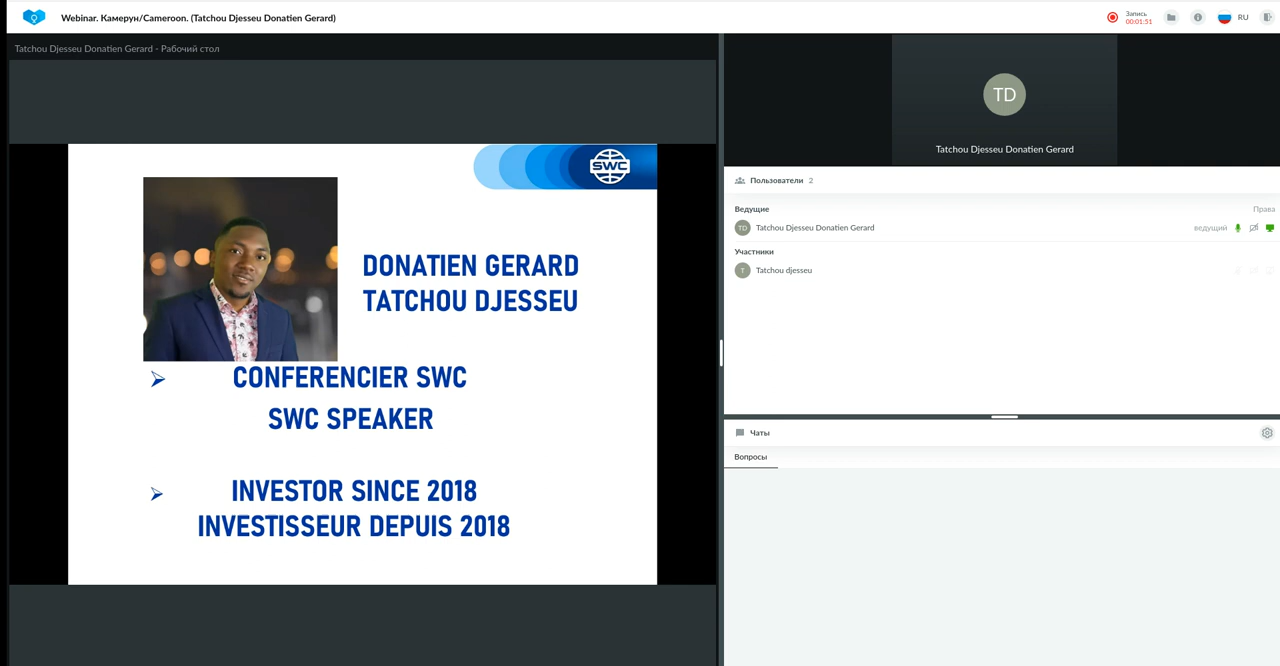 Webinar. Камерун/Cameroon. (Tatchou Djesseu Donatien Gerard)
Запись
00:01:51
RU
Tatchou Djesseu Donatien Gerard - Рабочий стол
SWC
DONATIEN GERARD
TATCHOU DJESSEU
CONFERENCIER SWC
SWC SPEAKER
INVESTOR SINCE 2018
INVESTISSEUR DEPUIS 2018
TD
Tatchou Djesseu Donatien Gerard
Пользователи 2
Ведущие Права
TD Tatchou Djesseu Donatien Gerard ведущий
Участники
T Tatchou djesseu
Чаты
Вопросы